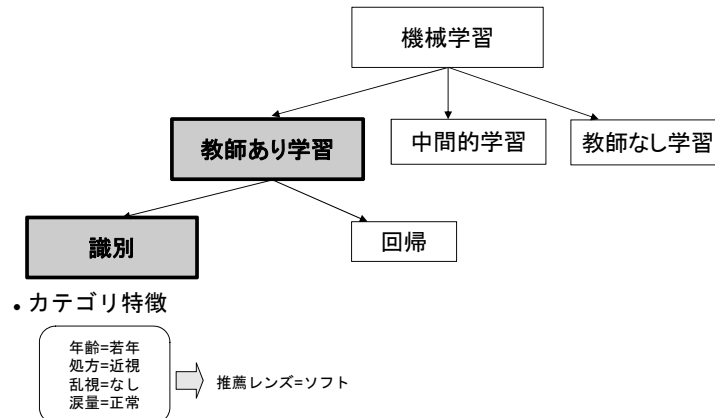 機械学習
教師あり学習
中間的学習
教師なし学習
識別
回帰
• カテゴリ特徴
年齢=若年
処方=近視
乱視=なし
涙量=正常
推薦レンズ=ソフト